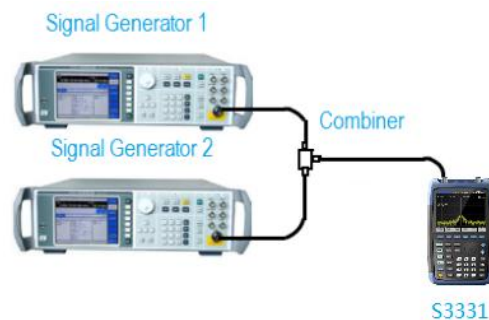 Signal Generator 1
Combiner
Signal Generator 2
S3331